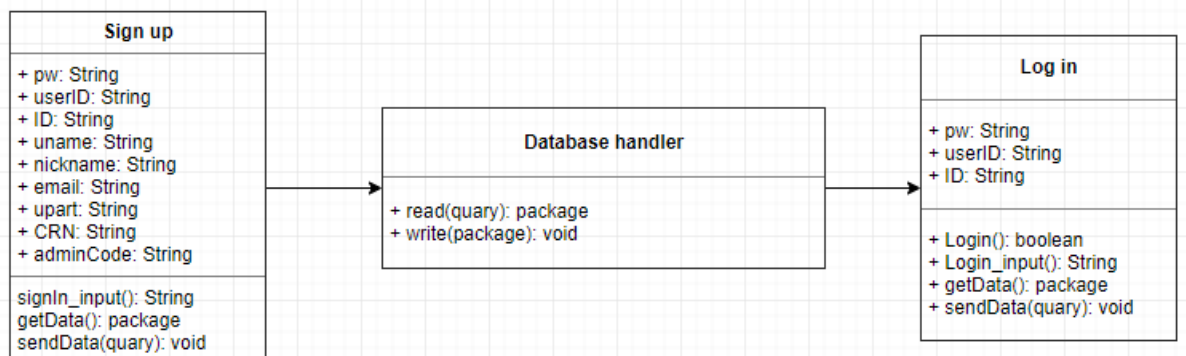 Sign up
+ pw: String
+ userID: String
+ ID: String
+ uname: String
+ nickname: String
+ email: String
+ upart: String
+ CRN: String
+ adminCode: String
signIn_input(): String
getData(): package
sendData(quary): void
Database handler
+ read(quary): package
+ write(package): void
Log in
+ pw: String
+ userID: String
+ ID: String
+ Login(): boolean
+ Login_input(): String
+ getData(): package
+ sendData(quary): void